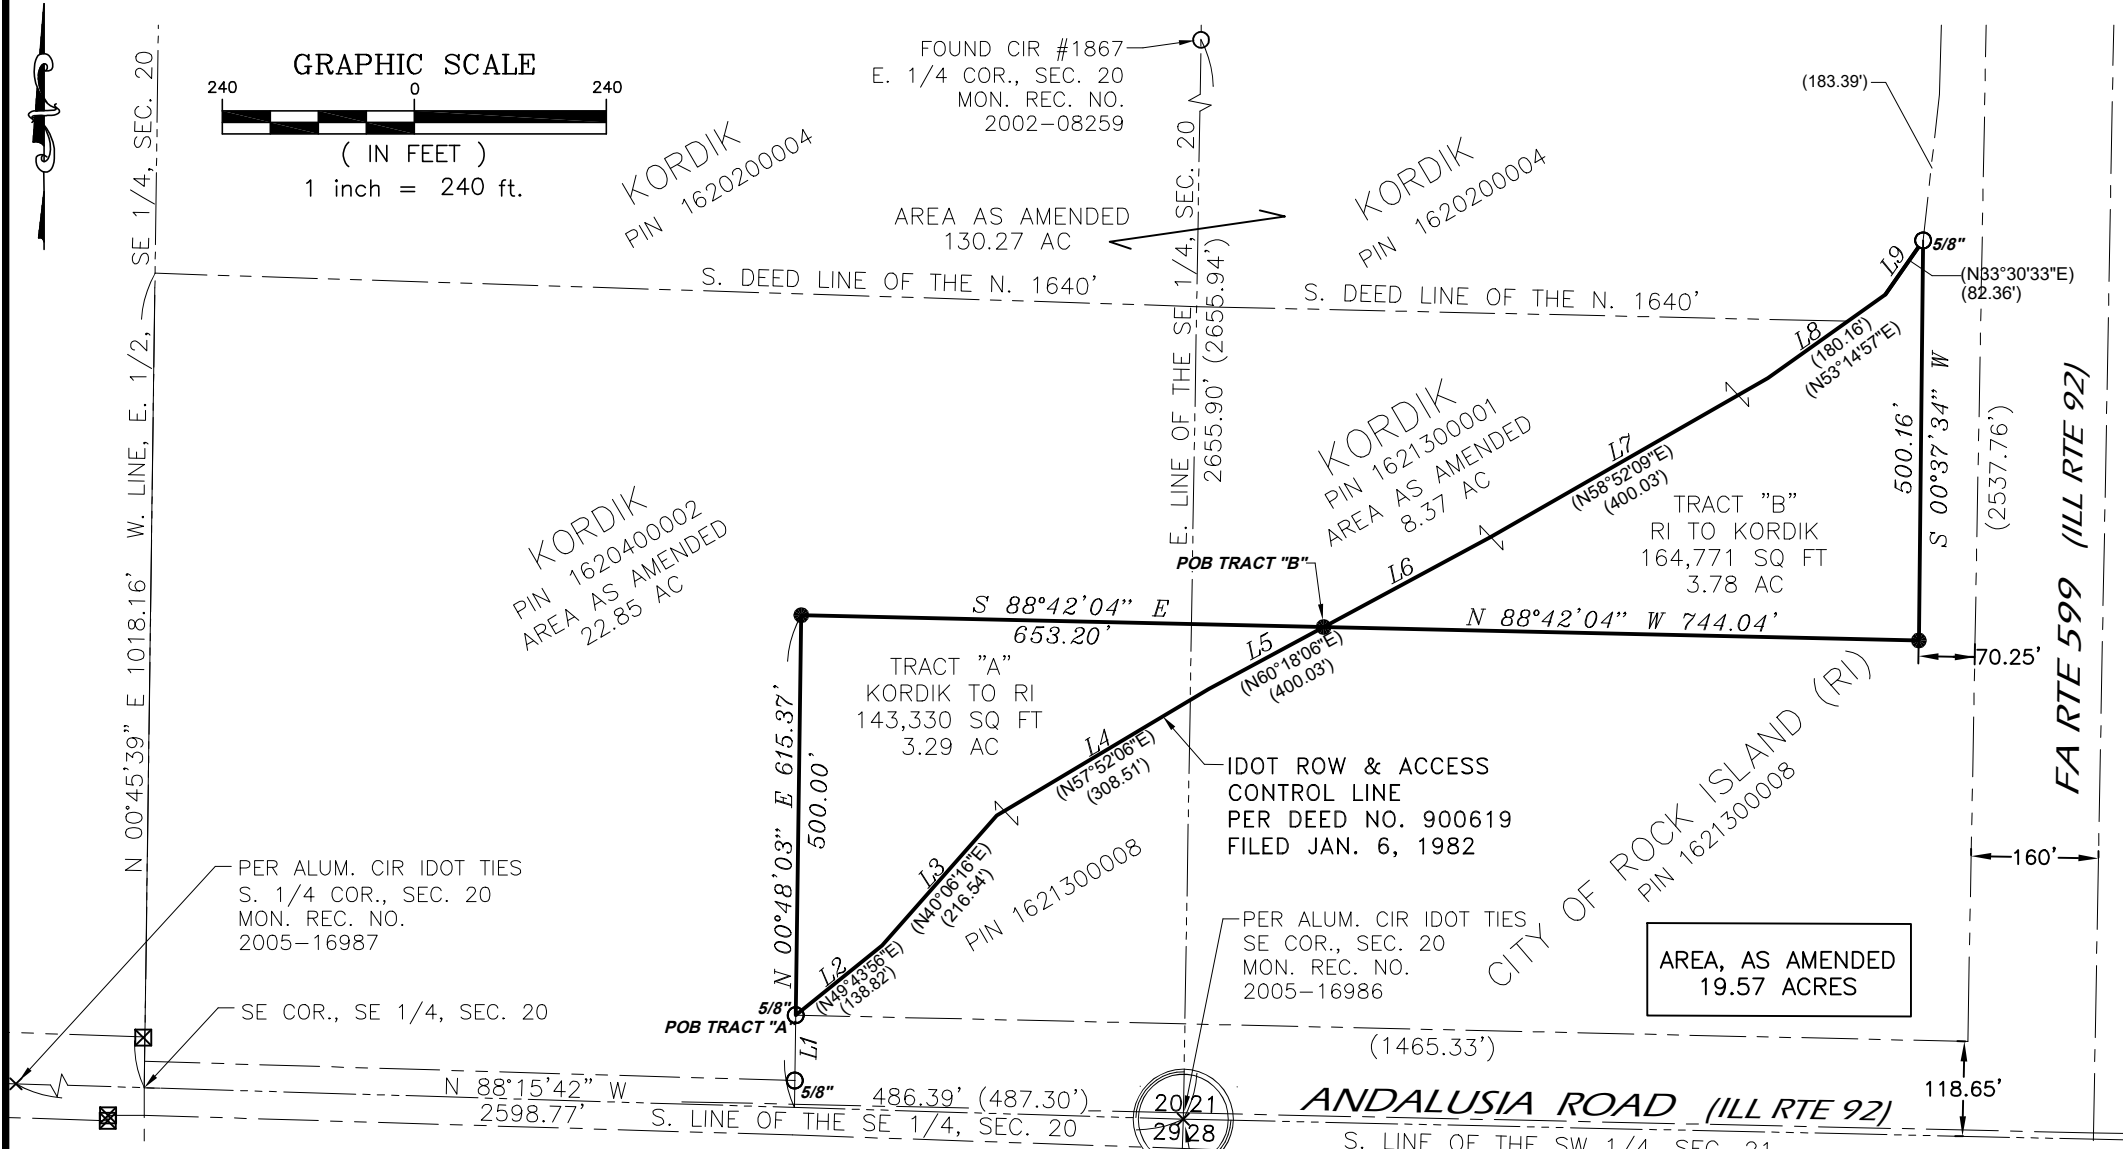 GRAPHIC SCALE
240 0 240
( IN FEET )
1 inch = 240 ft.
FOUND CIR #1867
E. 1/4 COR., SEC. 20
MON. REC. NO.
2002-08259
(183.39')
KORDIK
PIN 1620200004
AREA AS AMENDED
130.27 AC
KORDIK
PIN 1620200004
S. DEED LINE OF THE N. 1640'
S. DEED LINE OF THE N. 1640'
N 00°45'39" E 1018.16' W. LINE, E. 1/2, SE 1/4, SEC. 20
E. LINE OF THE SE 1/4, SEC. 20
2655.90' (2655.94')
5/8"
L9
(N33°30'33"E)
(82.36')
L8
(180.16')
(N53°14'57"E)
L7
(N58°52'09"E)
(400.03')
KORDIK
PIN 1621300001
AREA AS AMENDED
8.37 AC
500.16'
S 00°37'34" W
(2537.76')
FA RTE 599 (ILL RTE 92)
TRACT "B"
RI TO KORDIK
164,771 SQ FT
3.78 AC
KORDIK
PIN 1620400002
AREA AS AMENDED
22.85 AC
POB TRACT "B"
L6
S 88°42'04" E
653.20'
N 88°42'04" W 744.04'
70.25'
L5
(N60°18'06"E)
(400.03')
TRACT "A"
KORDIK TO RI
143,330 SQ FT
3.29 AC
N 00°48'03" E 615.37'
500.00'
L4
(N57°52'06"E)
(308.51')
IDOT ROW & ACCESS
CONTROL LINE
PER DEED NO. 900619
FILED JAN. 6, 1982
CITY OF ROCK ISLAND (RI)
PIN 1621300008
160'
L3
(N40°06'16"E)
(216.54')
PIN 1621300008
PER ALUM. CIR IDOT TIES
S. 1/4 COR., SEC. 20
MON. REC. NO.
2005-16987
PER ALUM. CIR IDOT TIES
SE COR., SEC. 20
MON. REC. NO.
2005-16986
AREA, AS AMENDED
19.57 ACRES
L2
(N49°43'56"E)
(138.82')
5/8"
POB TRACT "A"
SE COR., SE 1/4, SEC. 20
L1
5/8"
(1465.33')
118.65'
N 88°15'42" W
2598.77'
486.39' (487.30')
S. LINE OF THE SE 1/4, SEC. 20
20 21
29 28
ANDALUSIA ROAD (ILL RTE 92)
S. LINE OF THE SW 1/4, SEC. 21